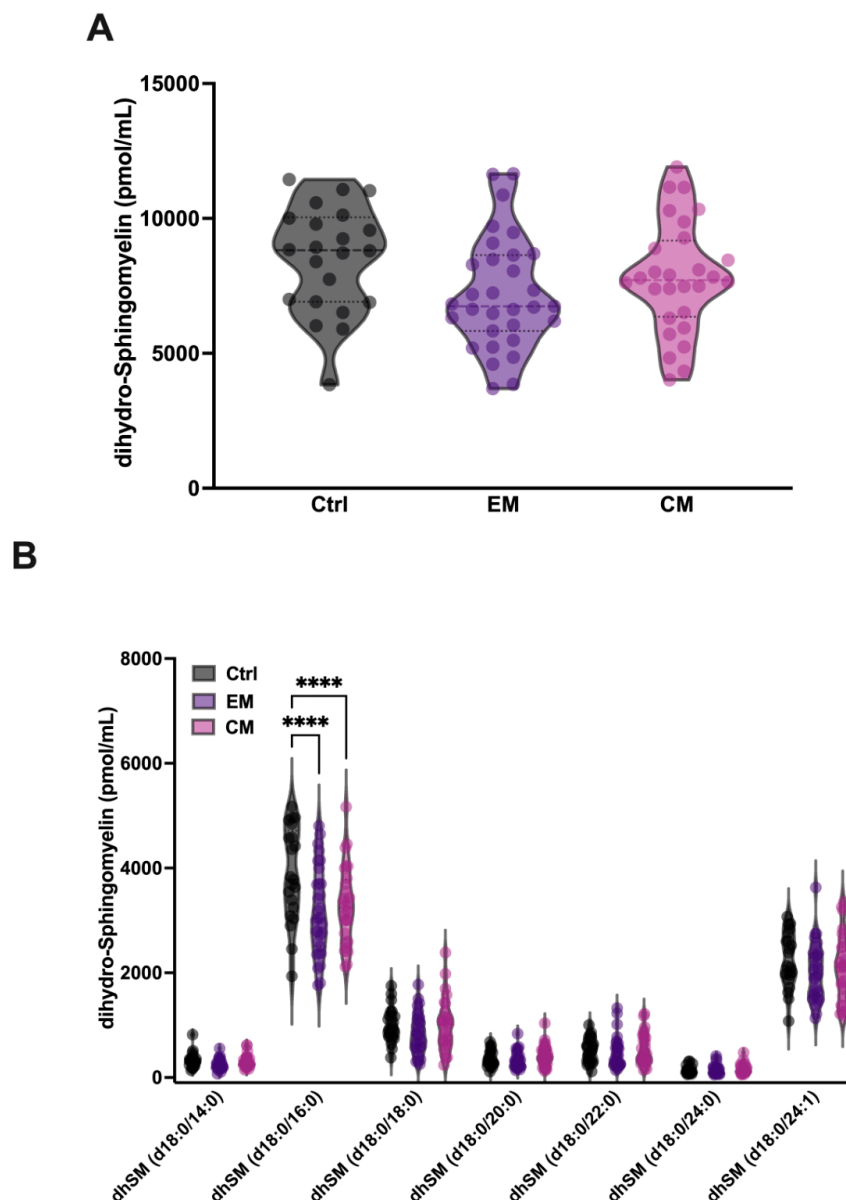 A
dihydro-Sphingomyelin (pmol/mL)
15000
10000
5000
0
Ctrl EM CM
B
dihydro-Sphingomyelin (pmol/mL)
8000
6000
4000
2000
0
Ctrl
EM
CM
****
****
dhSM (d18:0/14:0)
dhSM (d18:0/16:0)
dhSM (d18:0/18:0)
dhSM (d18:0/20:0)
dhSM (d18:0/22:0)
dhSM (d18:0/24:0)
dhSM (d18:0/24:1)